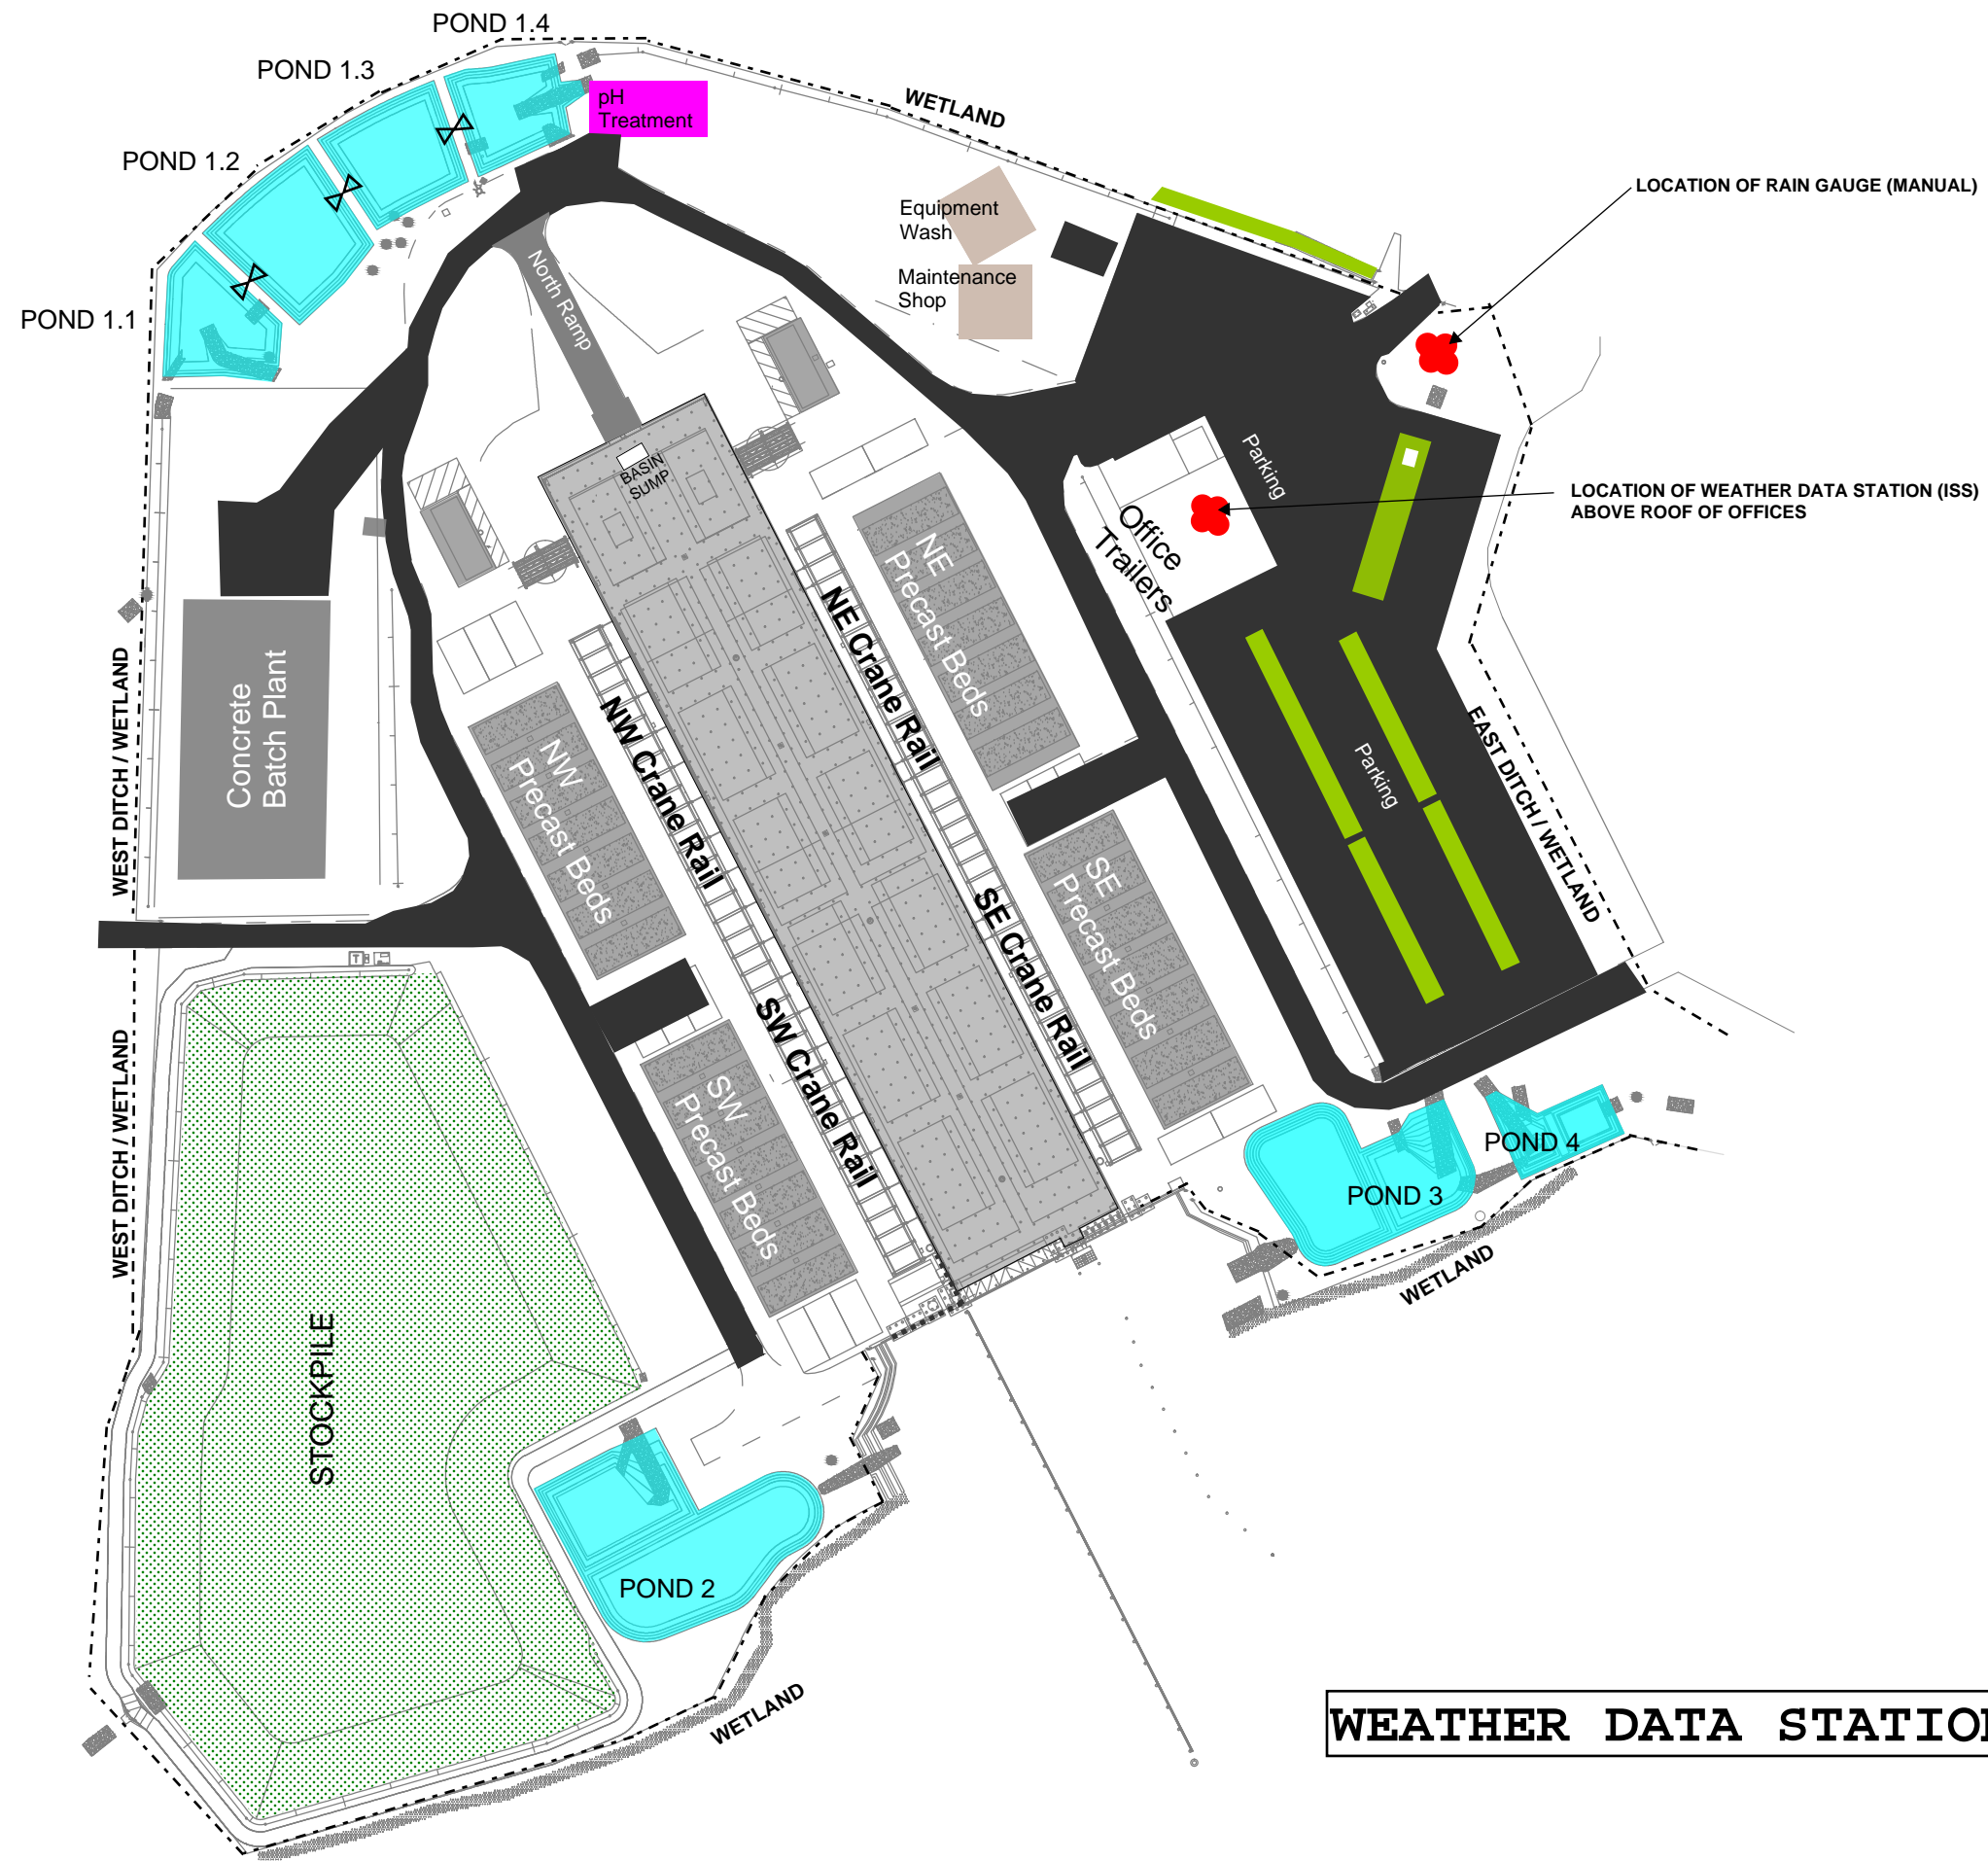 POND 1.4
POND 1.3
POND 1.2
POND 1.1
pH
Treatment
WETLAND
LOCATION OF RAIN GAUGE (MANUAL)
Equipment
Wash
Maintenance
Shop
North Ramp
BASIN
SUMP
Parking
LOCATION OF WEATHER DATA STATION (ISS)
ABOVE ROOF OF OFFICES
Office
Trailers
NE
Precast Beds
NE Crane Rail
NW Crane Rail
NW
Precast Beds
Concrete
Batch Plant
WEST DITCH / WETLAND
Parking
EAST DITCH / WETLAND
SE
Precast Beds
SE Crane Rail
SW Crane Rail
SW
Precast Beds
T
WEST DITCH / WETLAND
STOCKPILE
POND 4
POND 3
WETLAND
POND 2
WETLAND
WEATHER DATA STATION